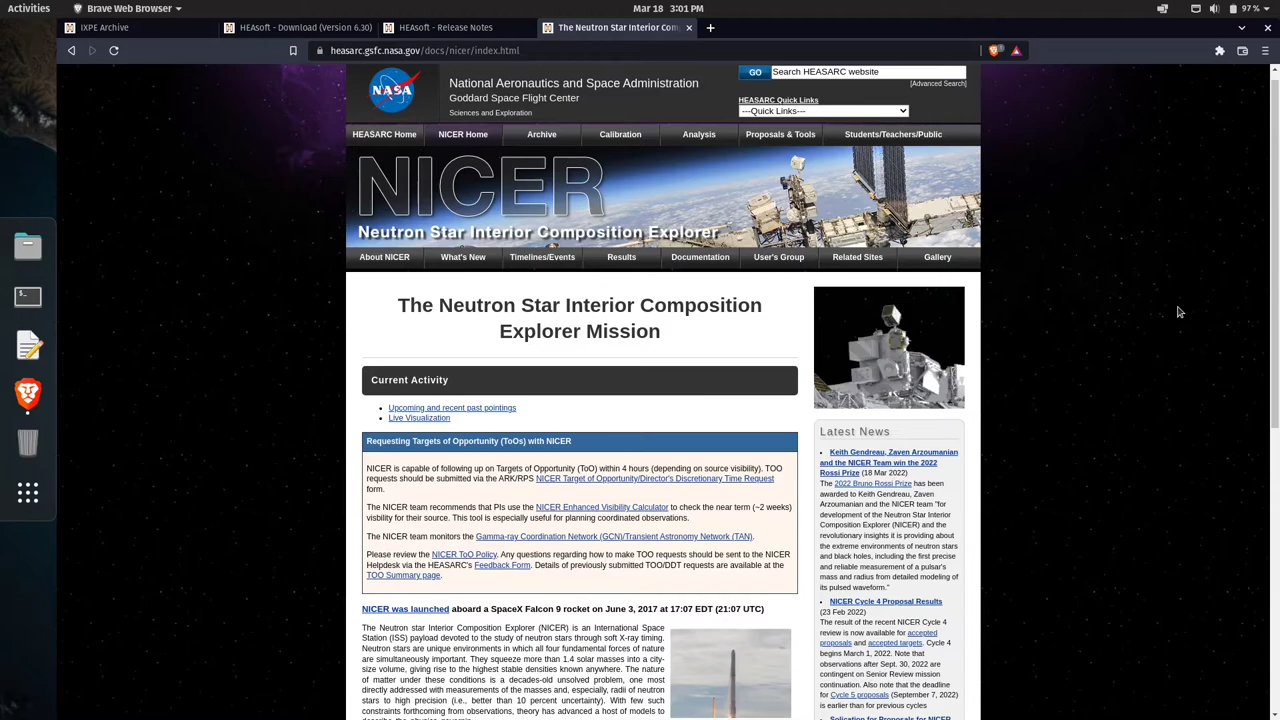 Activities
Brave Web Browser
Mar 18  3:01 PM
97 %
IXPE Archive
HEAsoft - Download (Version 6.30)
HEAsoft - Release Notes
The Neutron Star Interior Com
heasarc.gsfc.nasa.gov/docs/nicer/index.html
NASA
National Aeronautics and Space Administration
Goddard Space Flight Center
Sciences and Exploration
GO
Search HEASARC website
[Advanced Search]
HEASARC Quick Links
---Quick Links---
HEASARC Home
NICER Home
Archive
Calibration
Analysis
Proposals & Tools
Students/Teachers/Public
NICER
Neutron Star Interior Composition Explorer
About NICER
What's New
Timelines/Events
Results
Documentation
User's Group
Related Sites
Gallery
The Neutron Star Interior Composition
Explorer Mission
Current Activity
• Upcoming and recent past pointings
• Live Visualization
Requesting Targets of Opportunity (ToOs) with NICER
NICER is capable of following up on Targets of Opportunity (ToO) within 4 hours (depending on source visibility). TOO
requests should be submitted via the ARK/RPS NICER Target of Opportunity/Director's Discretionary Time Request
form.
The NICER team recommends that PIs use the NICER Enhanced Visibility Calculator to check the near term (~2 weeks)
visbility for their source. This tool is especially useful for planning coordinated observations.
The NICER team monitors the Gamma-ray Coordination Network (GCN)/Transient Astronomy Network (TAN).
Please review the NICER ToO Policy. Any questions regarding how to make TOO requests should be sent to the NICER
Helpdesk via the HEASARC's Feedback Form. Details of previously submitted TOO/DDT requests are available at the
TOO Summary page.
NICER was launched aboard a SpaceX Falcon 9 rocket on June 3, 2017 at 17:07 EDT (21:07 UTC)
The Neutron star Interior Composition Explorer (NICER) is an International Space
Station (ISS) payload devoted to the study of neutron stars through soft X-ray timing.
Neutron stars are unique environments in which all four fundamental forces of nature
are simultaneously important. They squeeze more than 1.4 solar masses into a city-
size volume, giving rise to the highest stable densities known anywhere. The nature
of matter under these conditions is a decades-old unsolved problem, one most
directly addressed with measurements of the masses and, especially, radii of neutron
stars to high precision (i.e., better than 10 percent uncertainty). With few such
constraints forthcoming from observations, theory has advanced a host of models to
Latest News
• Keith Gendreau, Zaven Arzoumanian
and the NICER Team win the 2022
Rossi Prize (18 Mar 2022)
The 2022 Bruno Rossi Prize has been
awarded to Keith Gendreau, Zaven
Arzoumanian and the NICER team "for
development of the Neutron Star Interior
Composition Explorer (NICER) and the
revolutionary insights it is providing about
the extreme environments of neutron stars
and black holes, including the first precise
and reliable measurement of a pulsar's
mass and radius from detailed modeling of
its pulsed waveform."
• NICER Cycle 4 Proposal Results
(23 Feb 2022)
The result of the recent NICER Cycle 4
review is now available for accepted
proposals and accepted targets. Cycle 4
begins March 1, 2022. Note that
observations after Sept. 30, 2022 are
contingent on Senior Review mission
continuation. Also note that the deadline
for Cycle 5 proposals (September 7, 2022)
is earlier than for previous cycles
• Solication for Proposals for NICER